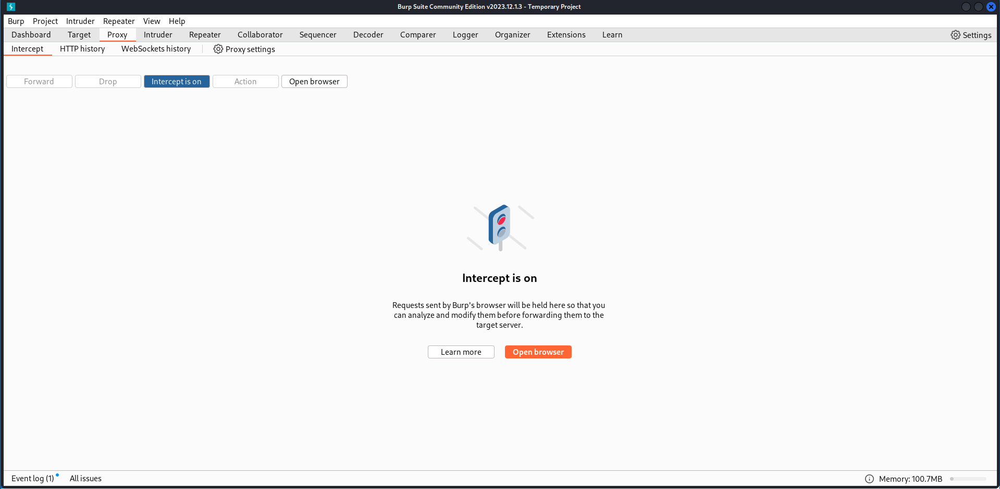 Burp Suite Community Edition v2023.12.1.3 - Temporary Project
Burp Project Intruder Repeater View Help
Dashboard Target Proxy Intruder Repeater Collaborator Sequencer Decoder Comparer Logger Organizer Extensions Learn Settings
Intercept HTTP history WebSockets history Proxy settings
Forward Drop Intercept is on Action Open browser
Intercept is on
Requests sent by Burp's browser will be held here so that you
can analyze and modify them before forwarding them to the
target server.
Learn more Open browser
Event log (1) All issues Memory: 100.7MB